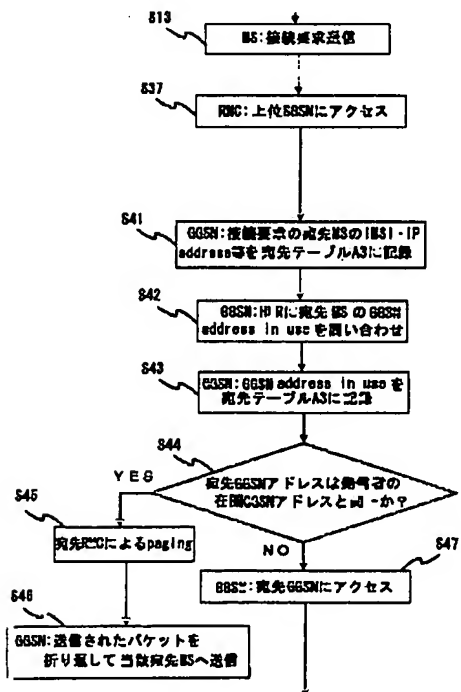 S13
MS:接続要求送信
S37
RNC:上位GGSNにアクセス
S41
GGSN:接続要求の宛先MSのIMSI・IP
address等を宛先テーブルA3に記録
S42
GGSN:HLRに宛先MSのGGSN
address in useを問い合わせ
S43
GGSN:GGSN address in useを
宛先テーブルA3に記録
S44
宛先GGSNアドレスは発信者の
在圏GGSNアドレスと同一か?
YES
S45
宛先RNCによるpaging
NO
S47
GGSN:宛先GGSNにアクセス
S46
GGSN:送信されたパケットを
折り返して当該宛先MSへ送信